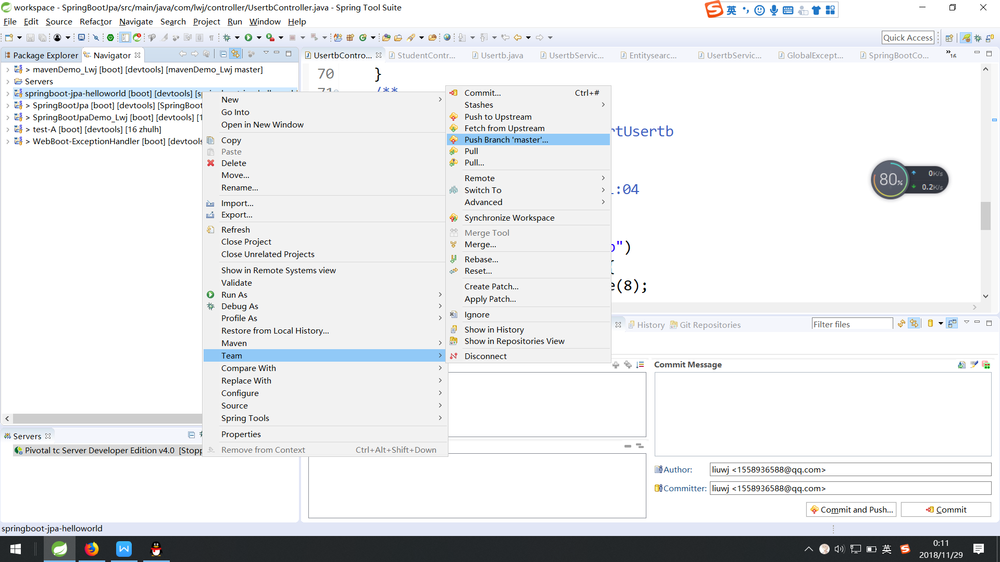 workspace - SpringBootJpa/src/main/java/com/lwj/controller/UsertbController.java - Spring Tool Suite
英
File Edit Source Refactor Navigate Search Project Run Window Help
Quick Access
Package Explorer
Navigator
UsertbContro...
StudentContr...
Usertb.java
UsertbServic...
Entitysearc...
UsertbServic...
GlobalExcept...
SpringBootCo...
»16
> mavenDemo_Lwj [boot] [devtools] [mavenDemo_Lwj master]
Servers
springboot-jpa-helloworld [boot] [devtools]
> SpringBootJpa [boot] [devtools] [SpringBoot
> SpringBootJpaDemo_Lwj [boot] [devtools] [1
> test-A [boot] [devtools] [16 zhulh]
> WebBoot-ExceptionHandler [boot] [devtools
70 }
71 /**
rtUsertb
:04
")
{
e(8);
80%
0K/s
0.2K/s
New
Go Into
Open in New Window
Copy
Paste
Delete
Move...
Rename...
Import...
Export...
Refresh
Close Project
Close Unrelated Projects
Show in Remote Systems view
Validate
Run As
Debug As
Profile As
Restore from Local History...
Maven
Team
Compare With
Replace With
Configure
Source
Spring Tools
Properties
Remove from Context Ctrl+Alt+Shift+Down
Commit... Ctrl+#
Stashes
Push to Upstream
Fetch from Upstream
Push Branch 'master'...
Pull
Pull...
Remote
Switch To
Advanced
Synchronize Workspace
Merge Tool
Merge...
Rebase...
Reset...
Create Patch...
Apply Patch...
Ignore
Show in History
Show in Repositories View
Disconnect
History
Git Repositories
Filter files
Commit Message
Author: liuwj <1558936588@qq.com>
Committer: liuwj <1558936588@qq.com>
Commit and Push...
Commit
Servers
Pivotal tc Server Developer Edition v4.0 [Stopp
springboot-jpa-helloworld
英
0:11
2018/11/29